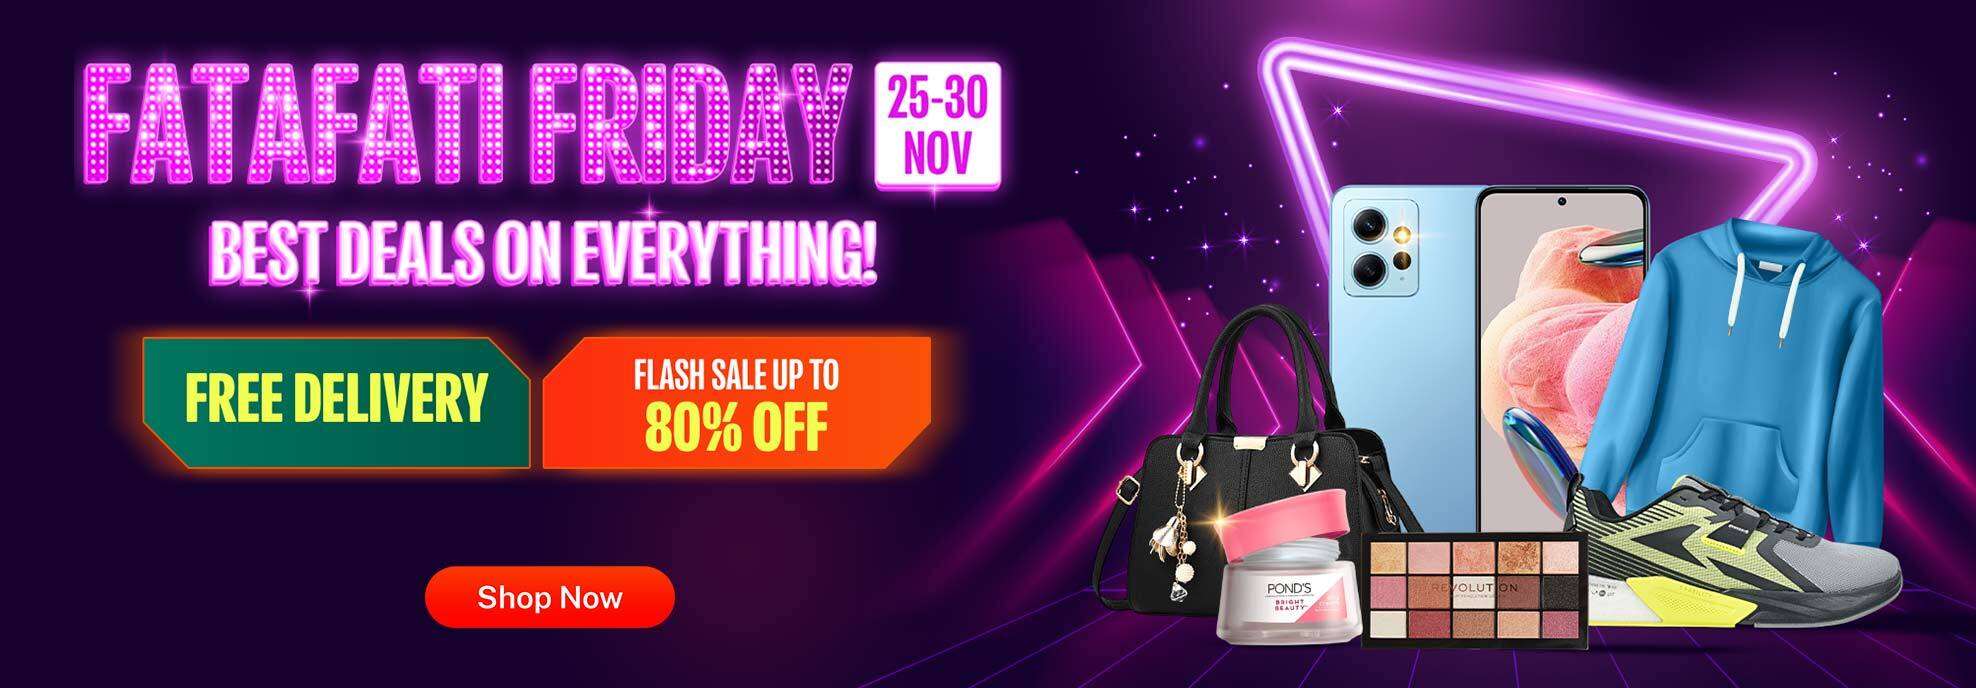 FATAFATI FRIDAY
25-30
NOV
BEST DEALS ON EVERYTHING!
FREE DELIVERY
FLASH SALE UP TO
80% OFF
Shop Now
POND'S
BRIGHT
BEAUTY
REVOLUTION